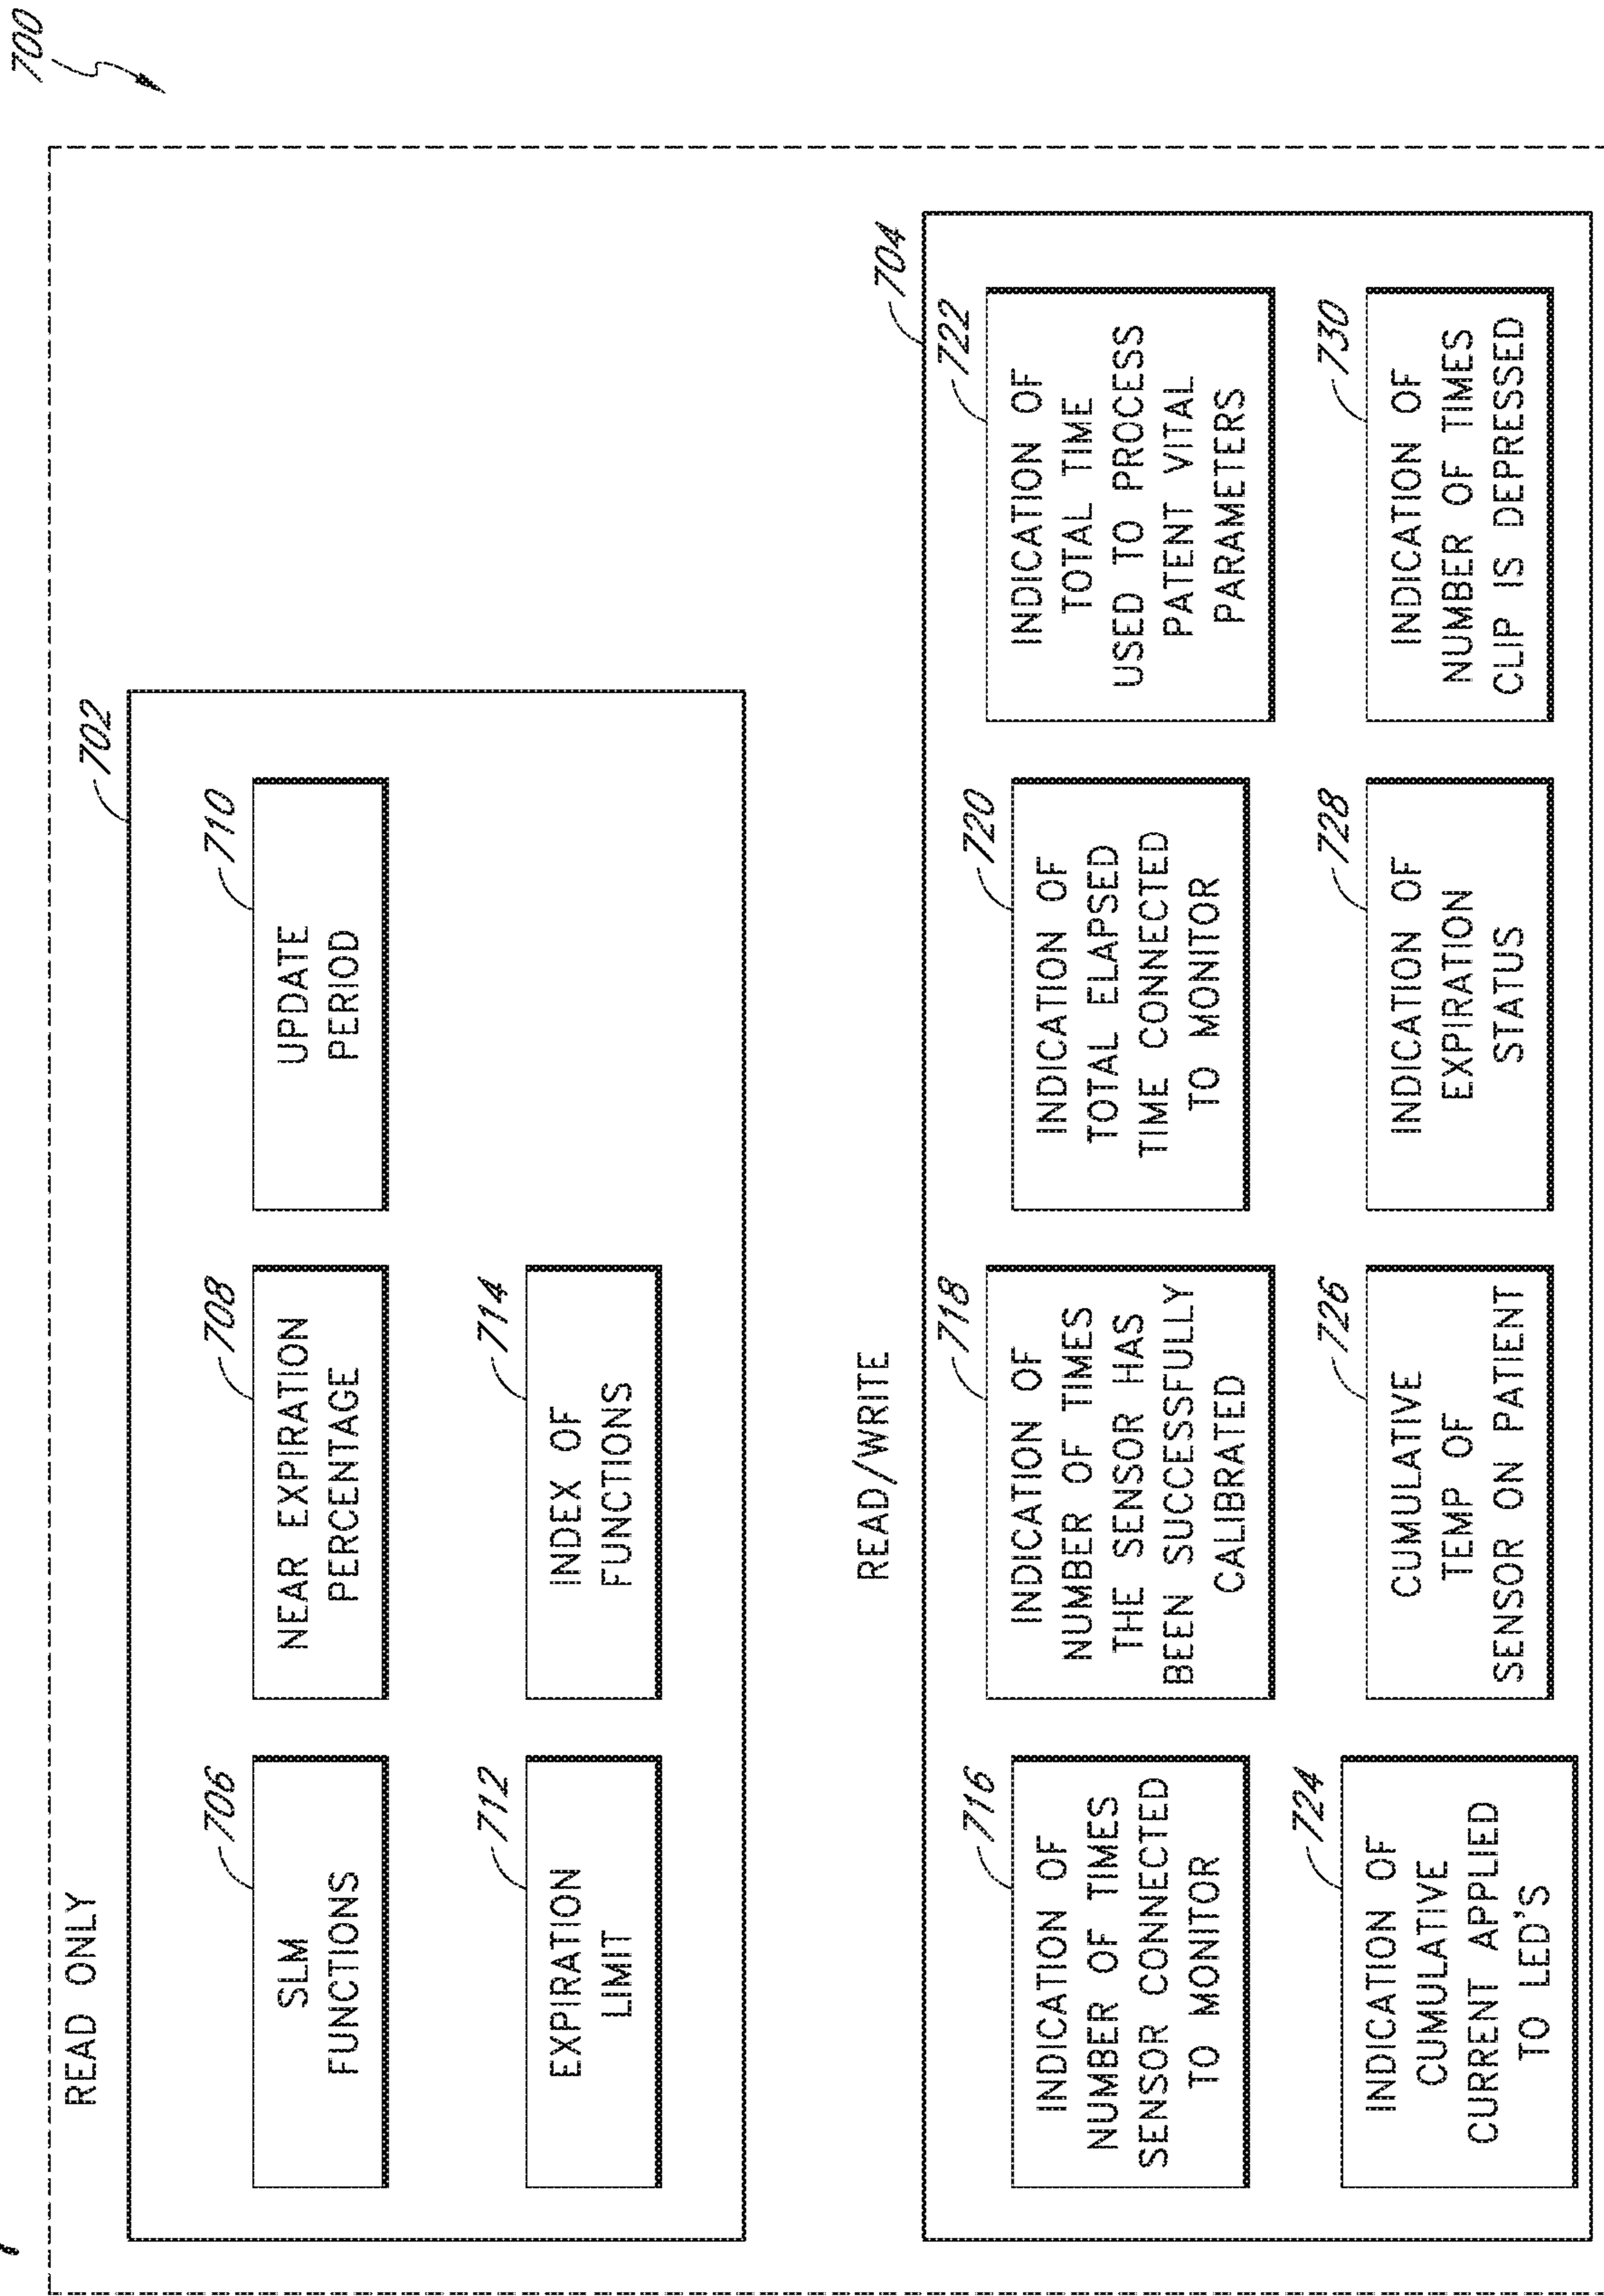 700
READ ONLY
702
706
SLM
FUNCTIONS
708
NEAR EXPIRATION
PERCENTAGE
710
UPDATE
PERIOD
712
EXPIRATION
LIMIT
714
INDEX OF
FUNCTIONS
READ/WRITE
704
716
INDICATION OF
NUMBER OF TIMES
SENSOR CONNECTED
TO MONITOR
718
INDICATION OF
NUMBER OF TIMES
THE SENSOR HAS
BEEN SUCCESSFULLY
CALIBRATED
720
INDICATION OF
TOTAL ELAPSED
TIME CONNECTED
TO MONITOR
722
INDICATION OF
TOTAL TIME
USED TO PROCESS
PATENT VITAL
PARAMETERS
724
INDICATION OF
CUMULATIVE
CURRENT APPLIED
TO LED'S
726
CUMULATIVE
TEMP OF
SENSOR ON PATIENT
728
INDICATION OF
EXPIRATION
STATUS
730
INDICATION OF
NUMBER OF TIMES
CLIP IS DEPRESSED